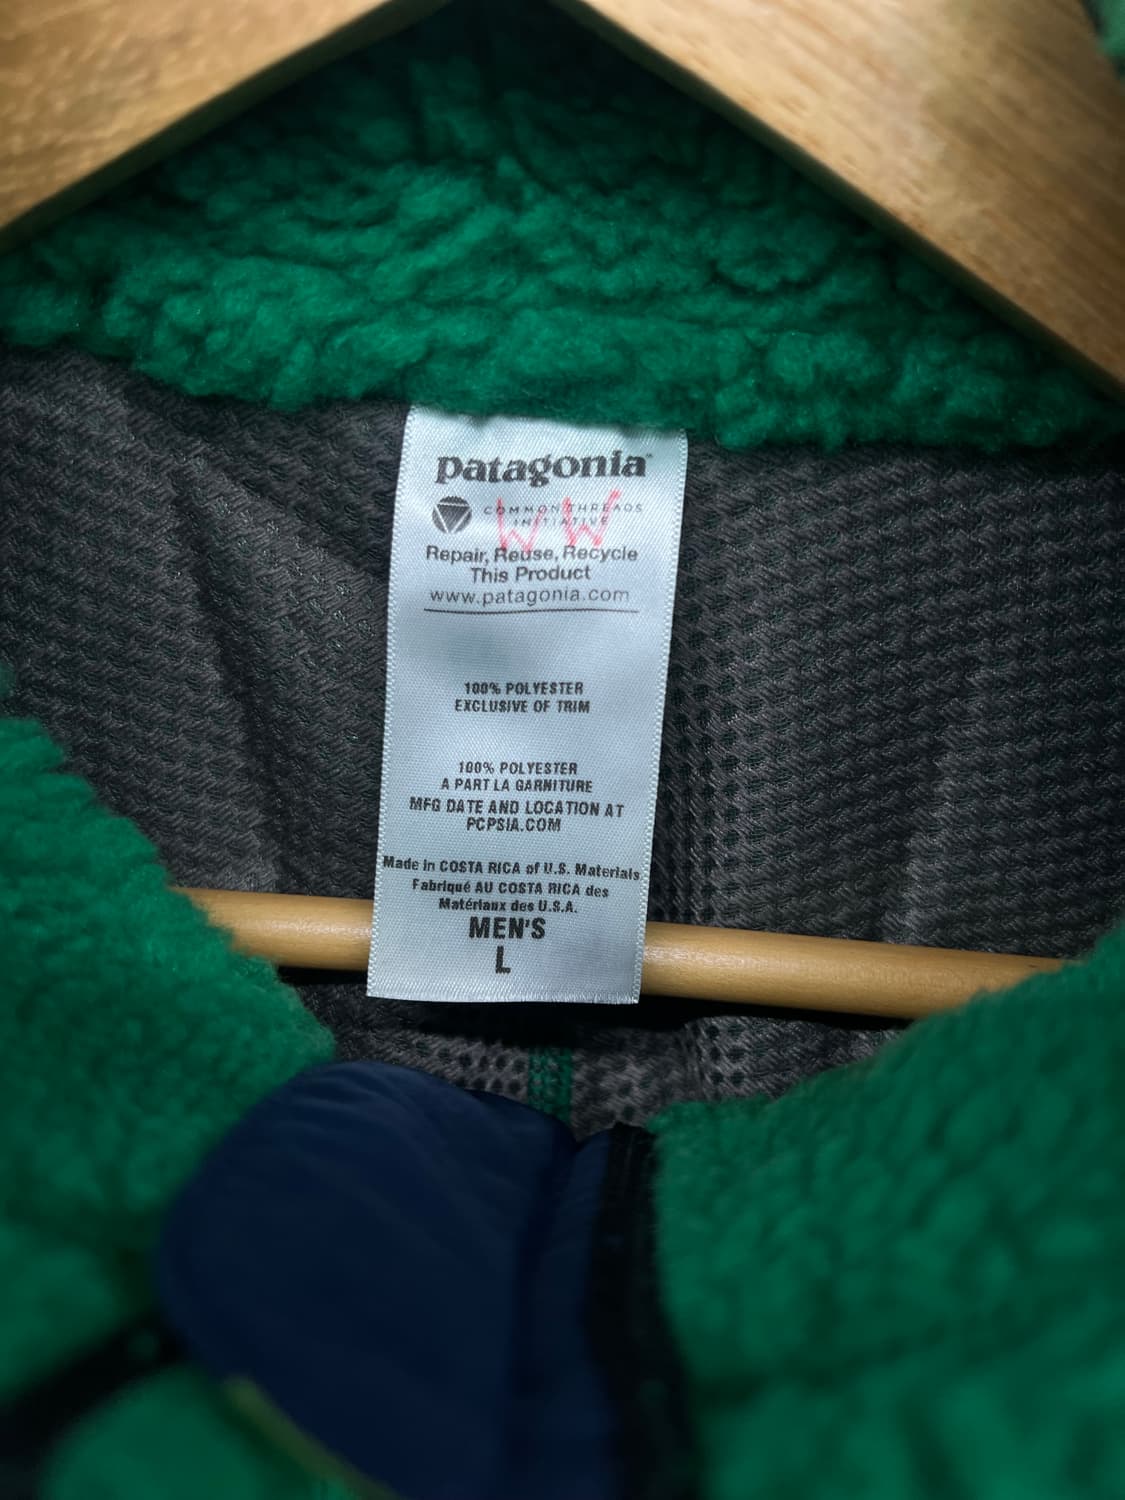 patagonia™
COMMON THREADS
INITIATIVE
W W
Repair, Reuse, Recycle
This Product
www.patagonia.com
100% POLYESTER
EXCLUSIVE OF TRIM
100% POLYESTER
A PART LA GARNITURE
MFG DATE AND LOCATION AT
PCPSIA.COM
Made in COSTA RICA of U.S. Materials
Fabriqué AU COSTA RICA des
Matériaux des U.S.A.
MEN'S
L